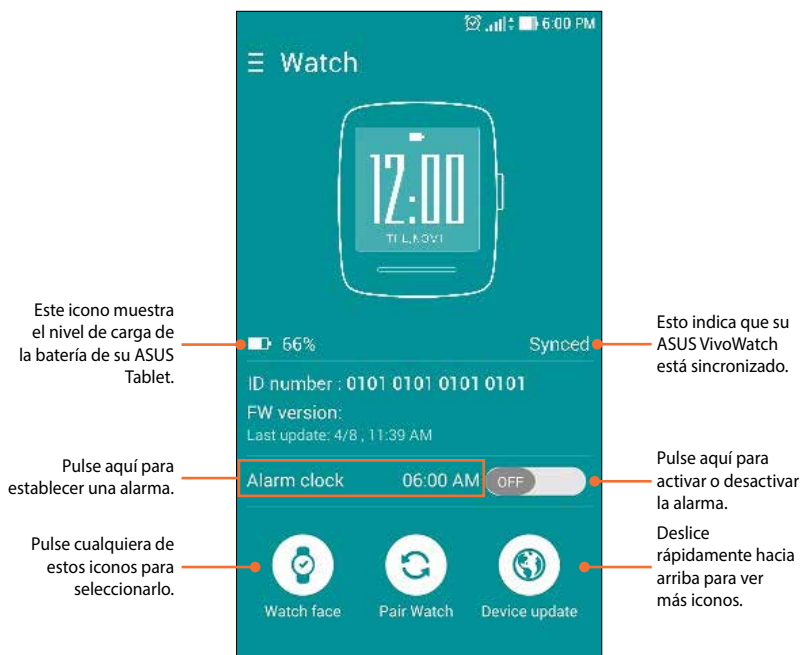 6:00 PM
Watch
12:00
Este icono muestra
el nivel de carga de
la batería de su ASUS
Tablet.
66%
Synced
Esto indica que su
ASUS VivoWatch
está sincronizado.
ID number : 0101 0101 0101 0101
FW version:
Last update: 4/8 , 11:39 AM
Pulse aquí para
establecer una alarma.
Alarm clock 06:00 AM
OFF
Pulse aquí para
activar o desactivar
la alarma.
Pulse cualquiera de
estos iconos para
seleccionarlo.
Deslice
rápidamente hacia
arriba para ver
más iconos.
Watch face
Pair Watch
Device update